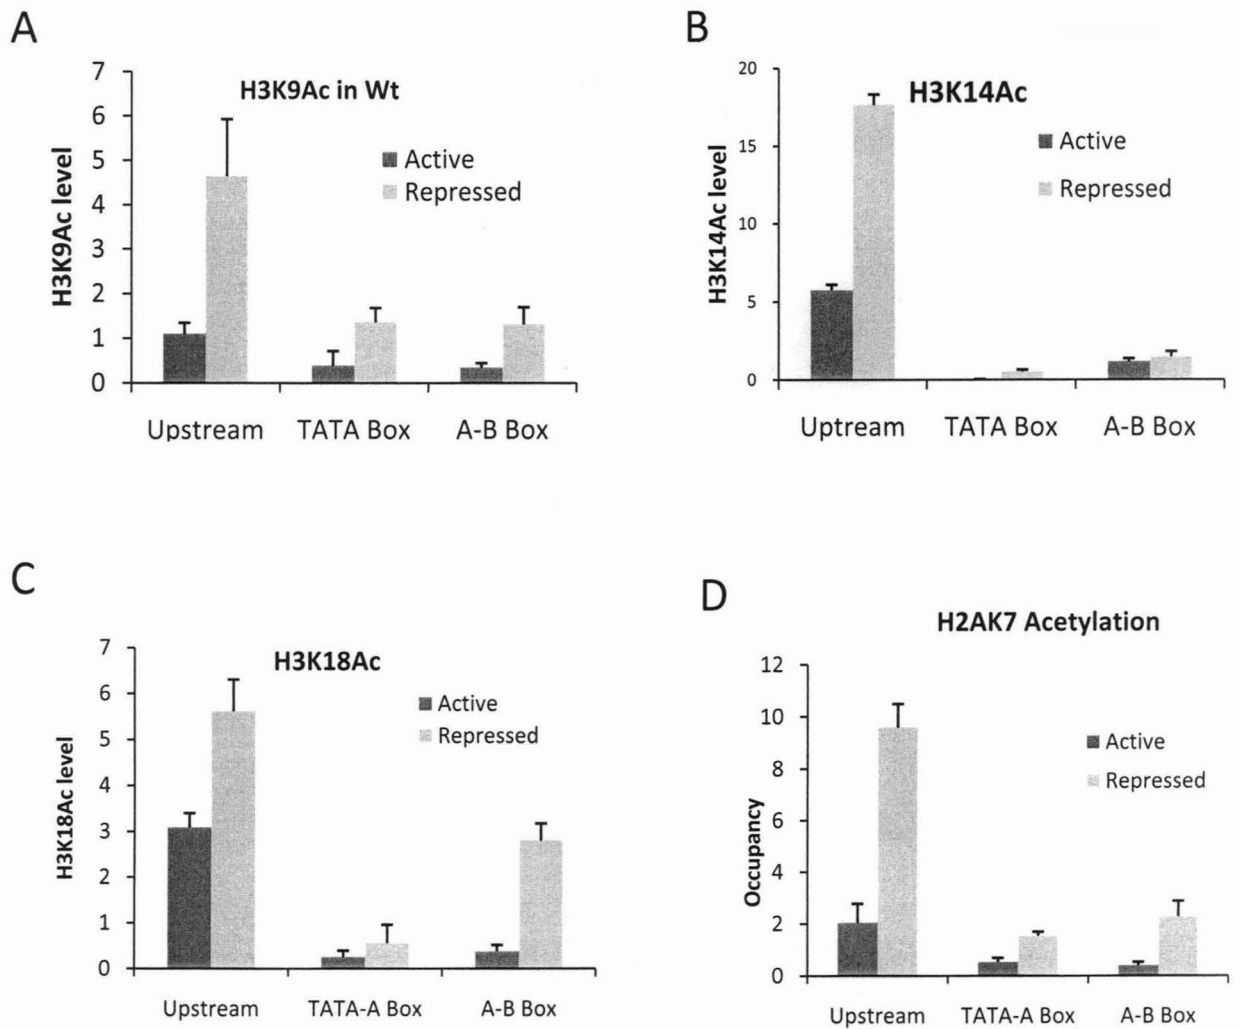 A
H3K9Ac in Wt
7
6
5
4
3
2
1
0
H3K9Ac level
Active
Repressed
Upstream TATA Box A-B Box
B
H3K14Ac
20
15
10
5
0
H3K14Ac level
Active
Repressed
Uptream TATA Box A-B Box
C
H3K18Ac
7
6
5
4
3
2
1
0
H3K18Ac level
Active
Repressed
Upstream TATA-A Box A-B Box
D
H2AK7 Acetylation
12
10
8
6
4
2
0
Occupancy
Active
Repressed
Upstream TATA-A Box A-B Box